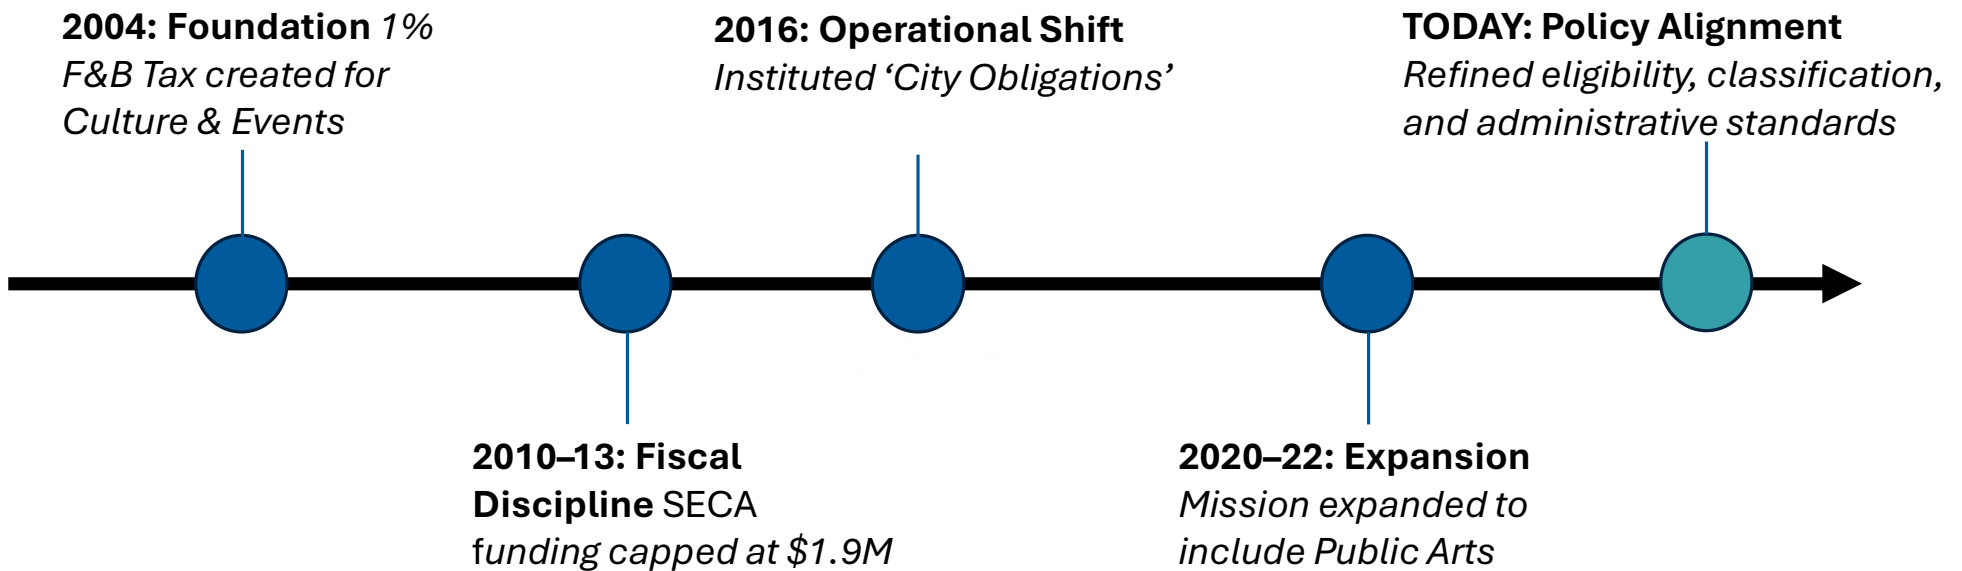 2004: Foundation 1%
F&B Tax created for
Culture & Events
2010–13: Fiscal
Discipline SECA
funding capped at $1.9M
2016: Operational Shift
Instituted ‘City Obligations’
2020–22: Expansion
Mission expanded to
include Public Arts
TODAY: Policy Alignment
Refined eligibility, classification,
and administrative standards